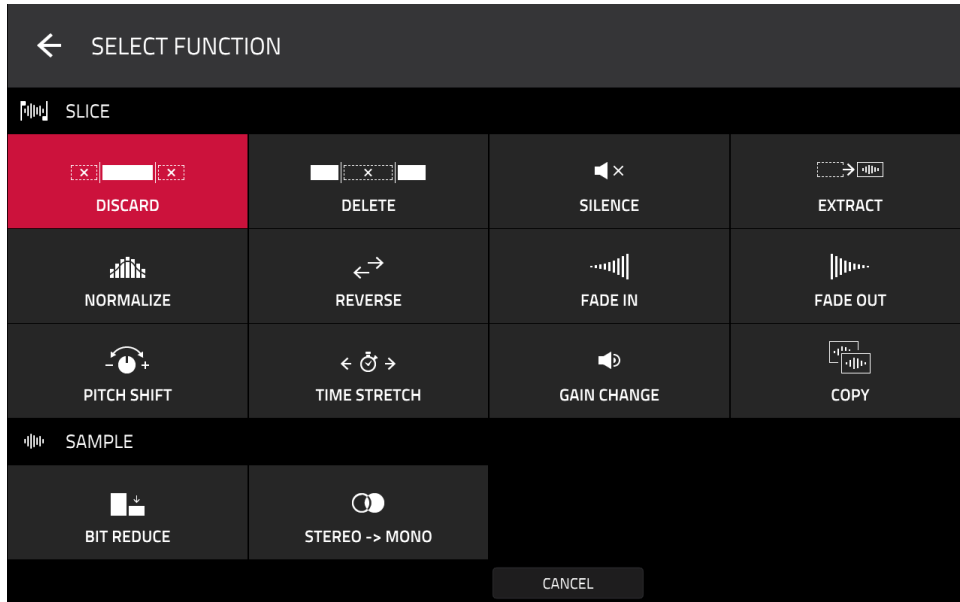 SELECT FUNCTION
SLICE
DISCARD
DELETE
SILENCE
EXTRACT
NORMALIZE
REVERSE
FADE IN
FADE OUT
PITCH SHIFT
TIME STRETCH
GAIN CHANGE
COPY
SAMPLE
BIT REDUCE
STEREO -> MONO
CANCEL